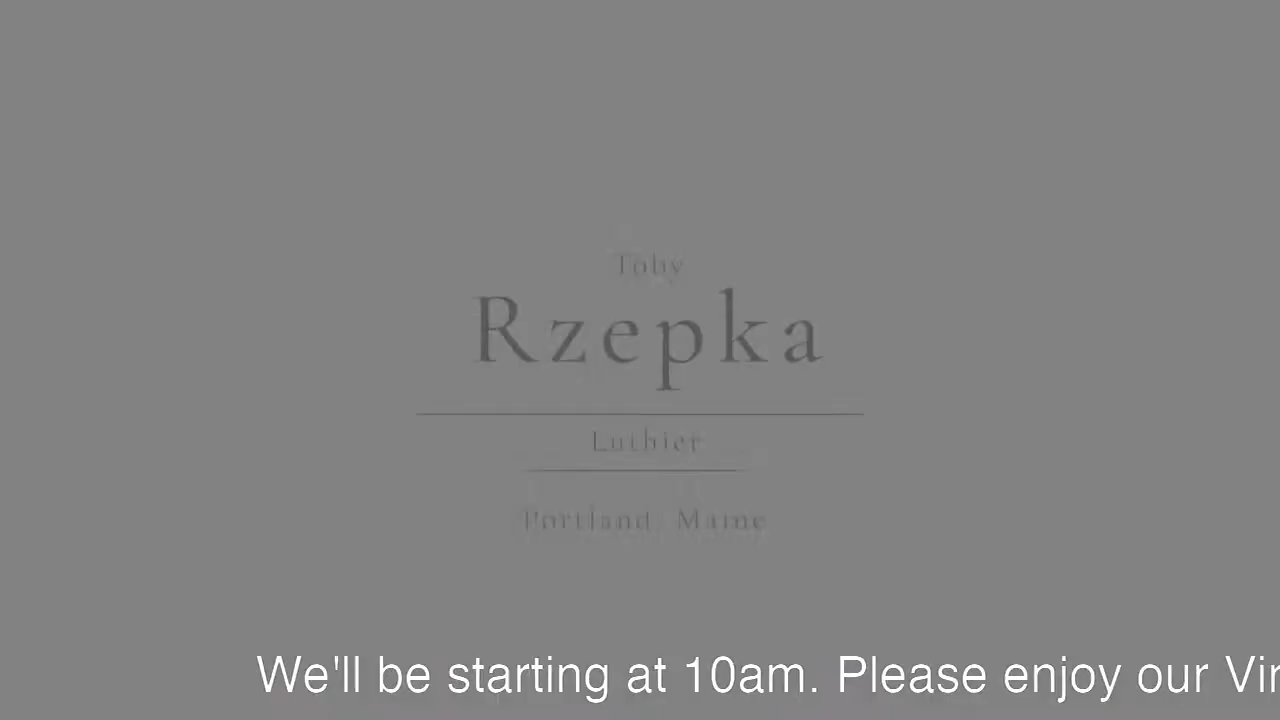 Toby
Rzepka
Luthier
Portland, Maine
We'll be starting at 10am. Please enjoy our Vir